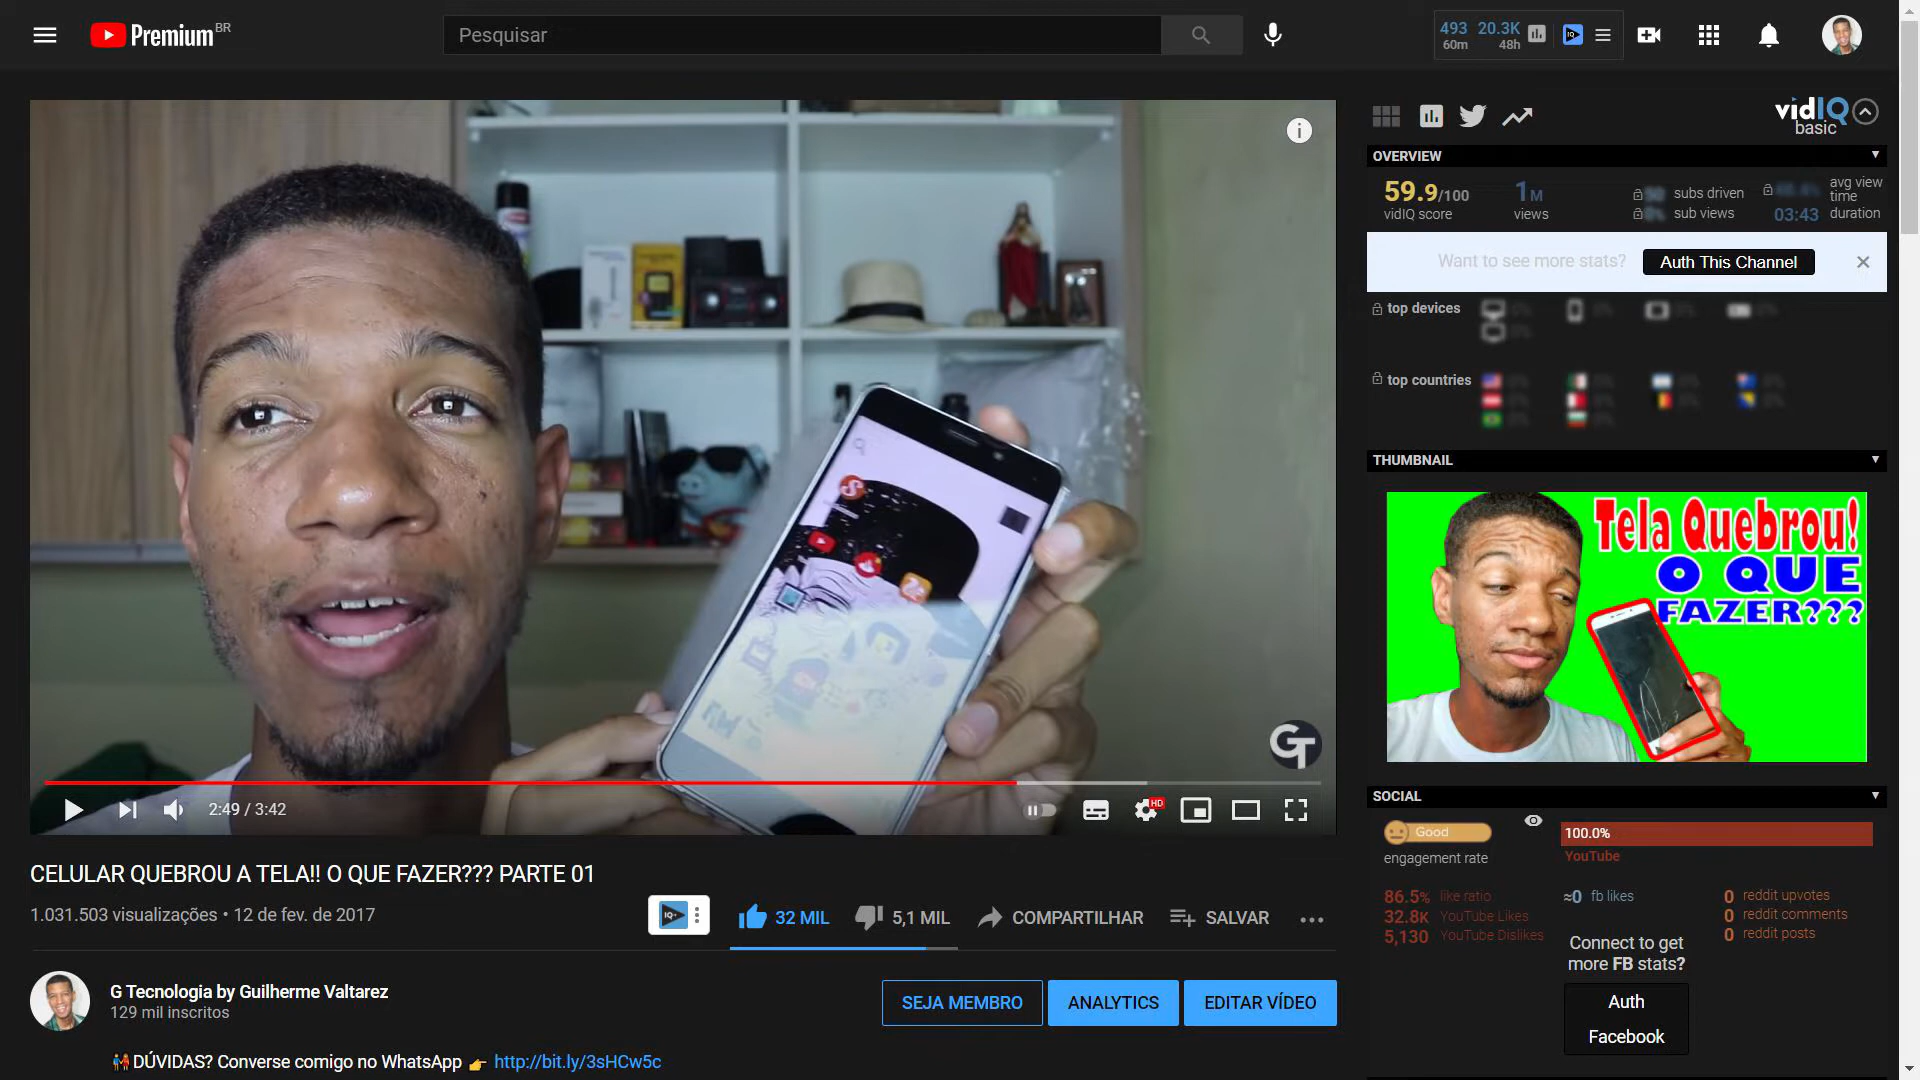 Premium BR
Pesquisar
493 20.3K
60m 48h
vidIQ
basic
OVERVIEW
59.9/100
vidIQ score
1M
views
subs driven
sub views
avg view
time
03:43 duration
Want to see more stats?
Auth This Channel
top devices
top countries
THUMBNAIL
Tela Quebrou!
O QUE
FAZER???
GT
2:49 / 3:42
HD
SOCIAL
Good
engagement rate
100.0%
YouTube
86.5% like ratio
32.8K YouTube Likes
5,130 YouTube Dislikes
≈0 fb likes
Connect to get
more FB stats?
Auth
Facebook
0 reddit upvotes
0 reddit comments
0 reddit posts
CELULAR QUEBROU A TELA!! O QUE FAZER??? PARTE 01
1.031.503 visualizações • 12 de fev. de 2017
IQ+
32 MIL
5,1 MIL
COMPARTILHAR
SALVAR
G Tecnologia by Guilherme Valtarez
129 mil inscritos
SEJA MEMBRO
ANALYTICS
EDITAR VÍDEO
DÚVIDAS? Converse comigo no WhatsApp 👉 http://bit.ly/3sHCw5c